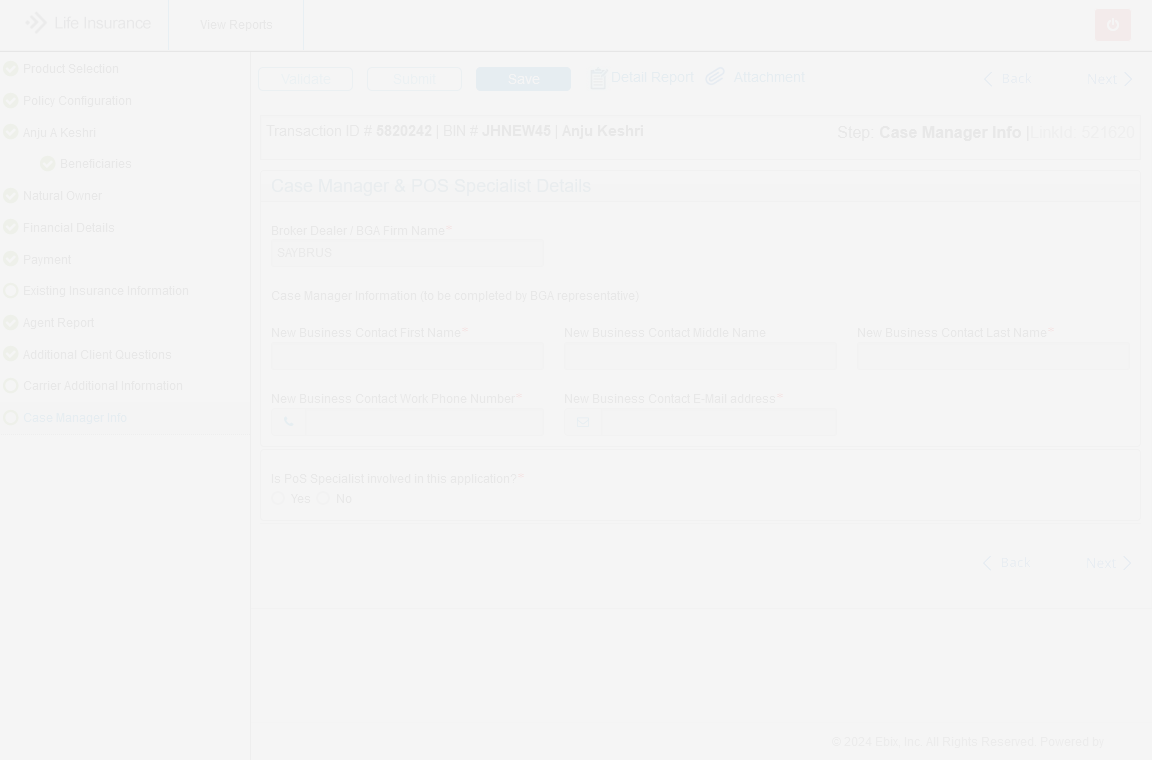 Life Insurance
View Reports
Product Selection
Policy Configuration
Anju A Keshri
Beneficiaries
Natural Owner
Financial Details
Payment
Existing Insurance Information
Agent Report
Additional Client Questions
Carrier Additional Information
Case Manager Info
Validate Submit Save Detail Report Attachment Back Next
Transaction ID # 5820242 | BIN # JHNEW45 | Anju Keshri
Step: Case Manager Info |LinkId: 521620
Case Manager & POS Specialist Details
Broker Dealer / BGA Firm Name*
SAYBRUS
Case Manager Information (to be completed by BGA representative)
New Business Contact First Name* New Business Contact Middle Name New Business Contact Last Name*
New Business Contact Work Phone Number* New Business Contact E-Mail address*
Is PoS Specialist Involved in this application?*
Yes No
Back Next
© 2024 Ebix, Inc. All Rights Reserved. Powered by